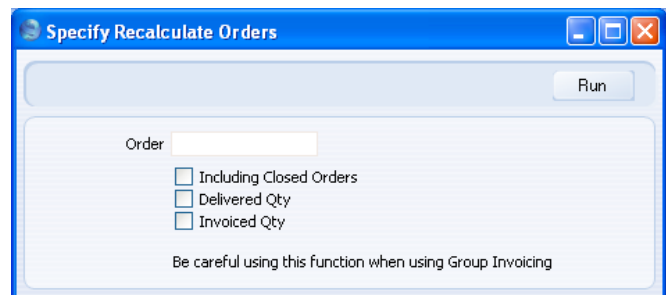 Specify Recalculate Orders
Run
Order
Including Closed Orders
Delivered Qty
Invoiced Qty
Be careful using this function when using Group Invoicing